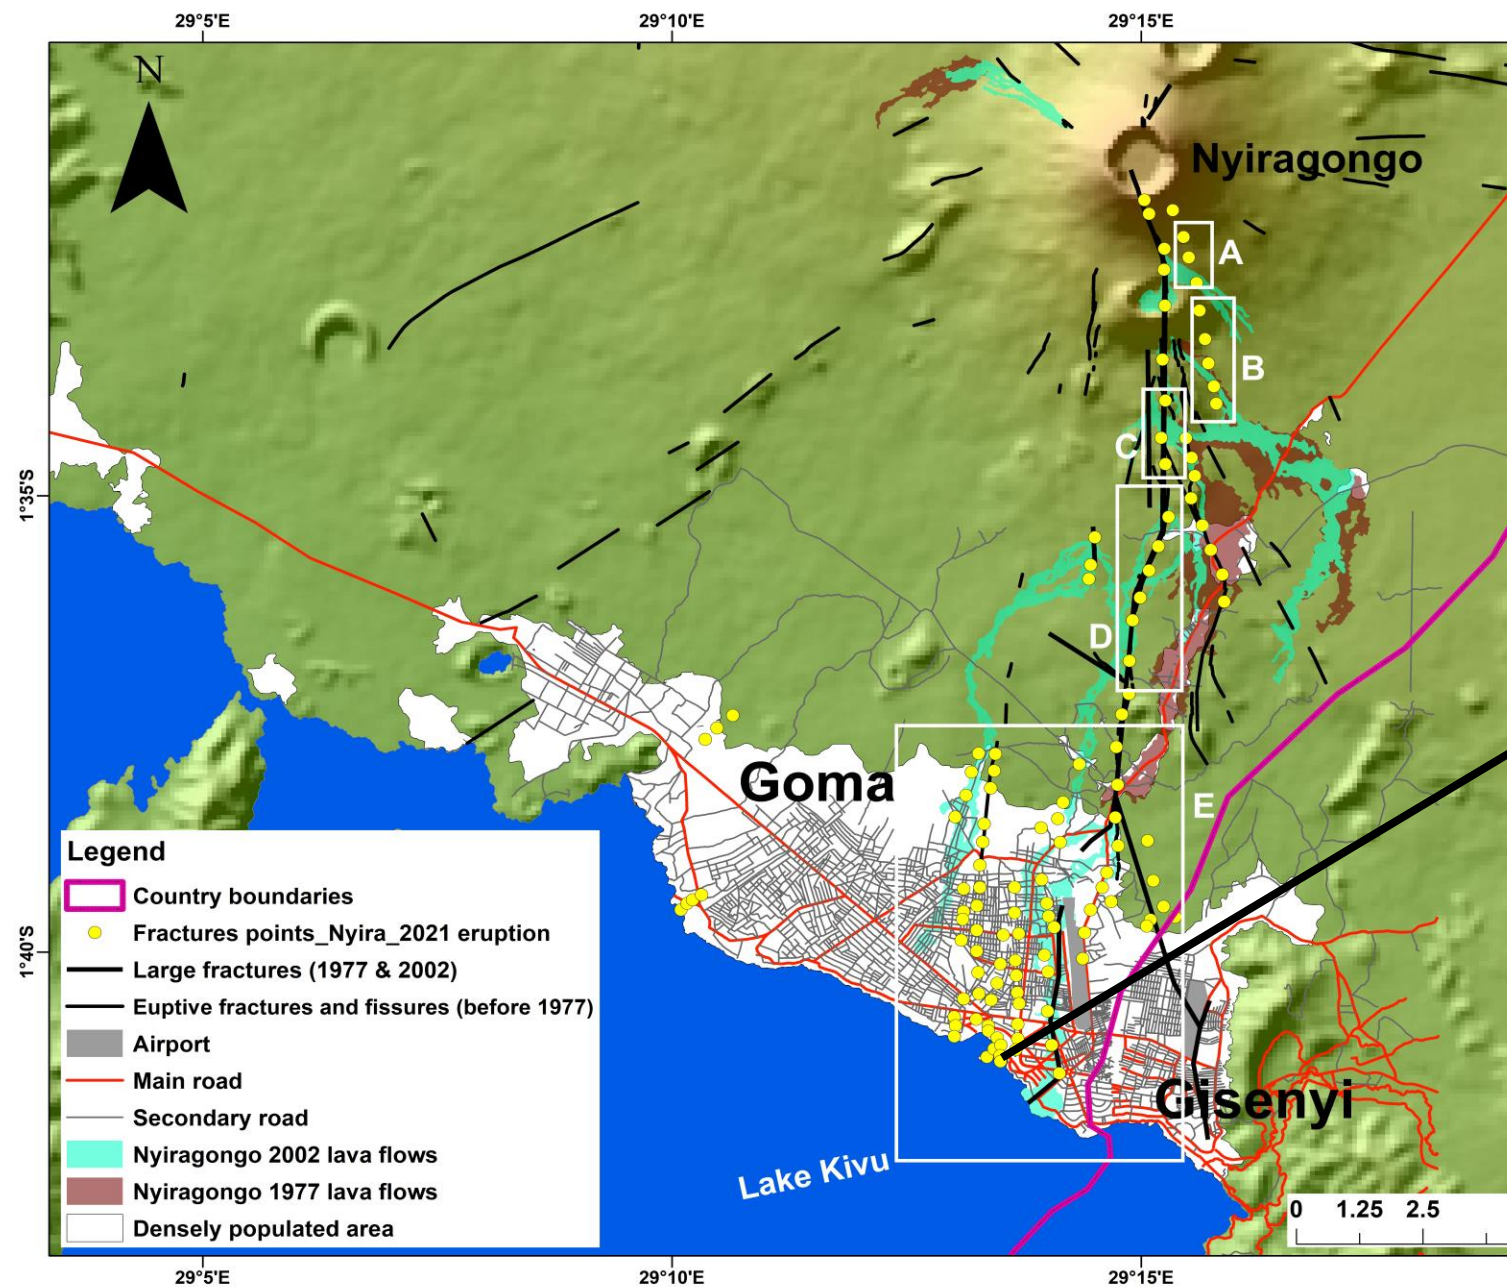 29°5'E
29°10'E
29°15'E
N
Nyiragongo
A
B
C
1°35'S
D
Goma
E
Legend
Country boundaries
Fractures points_Nyira_2021 eruption
Large fractures (1977 & 2002)
Euptive fractures and fissures (before 1977)
Airport
Main road
Secondary road
Nyiragongo 2002 lava flows
Nyiragongo 1977 lava flows
Densely populated area
1°40'S
Gisenyi
Lake Kivu
0 1.25 2.5
29°5'E
29°10'E
29°15'E